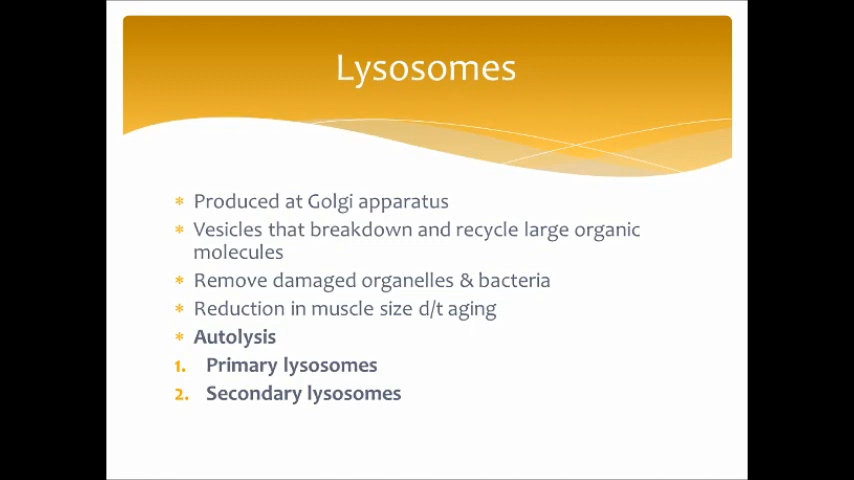 Lysosomes
* Produced at Golgi apparatus
* Vesicles that breakdown and recycle large organic
molecules
* Remove damaged organelles & bacteria
* Reduction in muscle size d/t aging
* Autolysis
1. Primary lysosomes
2. Secondary lysosomes